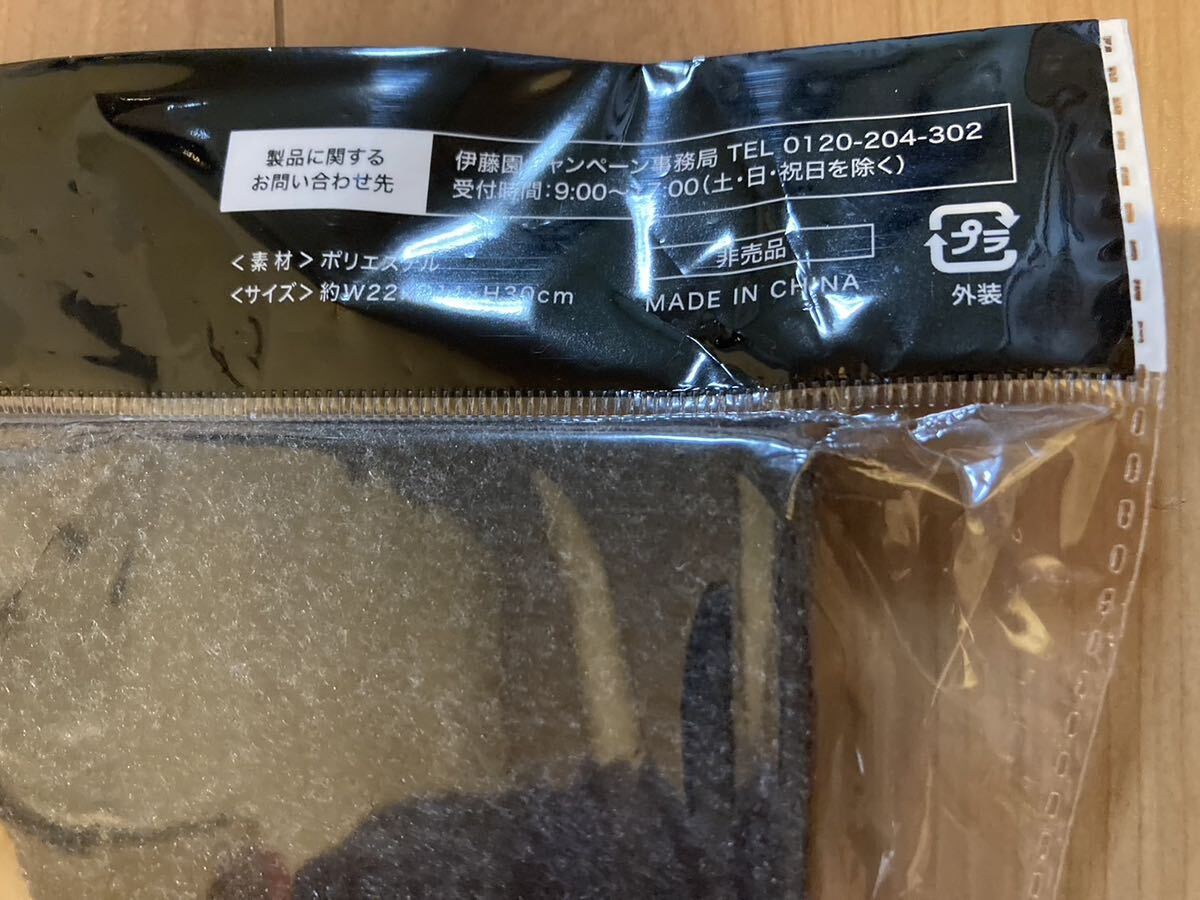 製品に関する
お問い合わせ先
伊藤園キャンペーン事務局 TEL 0120-204-302
受付時間:9:00〜17:00(土・日・祝日を除く)
<素材>ポリエステル
<サイズ>約W22 H30cm
非売品
MADE IN CHINA
プラ
外装